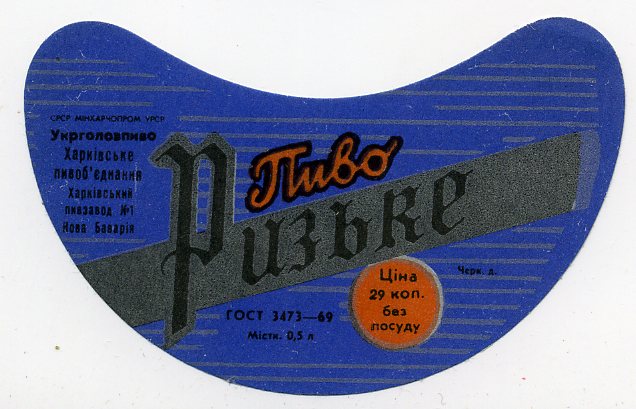 СРСР МІНХАРЧОПРОМ УРСР
Укрголовпиво
Харківське
пивоб'єднання
Харківський
пивзавод №1
Нова Баварія
Пиво
Ризьке
ГОСТ 3473—69
Містк. 0,5 л
Ціна
29 коп.
без
посуду
Черк. д.